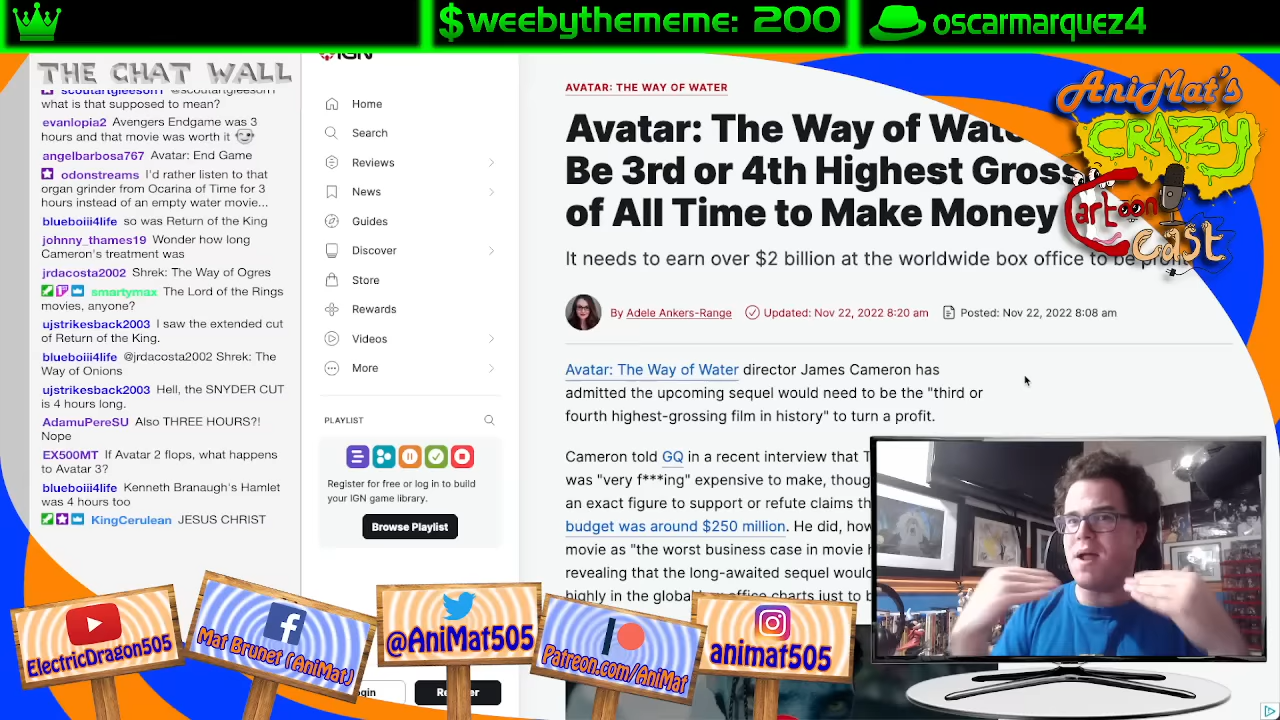 $weebythememe: 200
oscarmarquez4
THE CHAT WALL
what is that supposed to mean?
evanlopia2 Avengers Endgame was 3
hours and that movie was worth it
angelbarbosa767 Avatar: End Game
odonstreams I'd rather listen to that
organ grinder from Ocarina of Time for 3
hours instead of an empty water movie...
blueboiii4life so was Return of the King
johnny_thames19 Wonder how long
Cameron's treatment was
jrdacosta2002 Shrek: The Way of Ogres
smartymax The Lord of the Rings
movies, anyone?
ujstrikesback2003 I saw the extended cut
of Return of the King.
blueboiii4life @jrdacosta2002 Shrek: The
Way of Onions
ujstrikesback2003 Hell, the SNYDER CUT
is 4 hours long.
AdamuPereSU Also THREE HOURS?!
Nope
EX500MT If Avatar 2 flops, what happens
to Avatar 3?
blueboiii4life Kenneth Branaugh's Hamlet
was 4 hours too
KingCerulean JESUS CHRIST
IGN
Home
Search
Reviews
News
Guides
Discover
Store
Rewards
Videos
More
PLAYLIST
Register for free or log in to build
your IGN game library.
Browse Playlist
AVATAR: THE WAY OF WATER
Avatar: The Way of Wate
Be 3rd or 4th Highest Gross
of All Time to Make Money
It needs to earn over $2 billion at the worldwide box office to be
By Adele Ankers-Range
Updated: Nov 22, 2022 8:20 am
Posted: Nov 22, 2022 8:08 am
Avatar: The Way of Water director James Cameron has
admitted the upcoming sequel would need to be the "third or
fourth highest-grossing film in history" to turn a profit.
Cameron told GQ in a recent interview that T
was "very f***ing" expensive to make, thoug
an exact figure to support or refute claims th
budget was around $250 million. He did, how
movie as "the worst business case in movie h
revealing that the long-awaited sequel would
highly in the global box office charts just to b
AniMat's
CRAZY
Cartoon
Cast
ElectricDragon505
Mat Brunet (AniMat)
@AniMat505
Patreon.com/AniMat
animat505